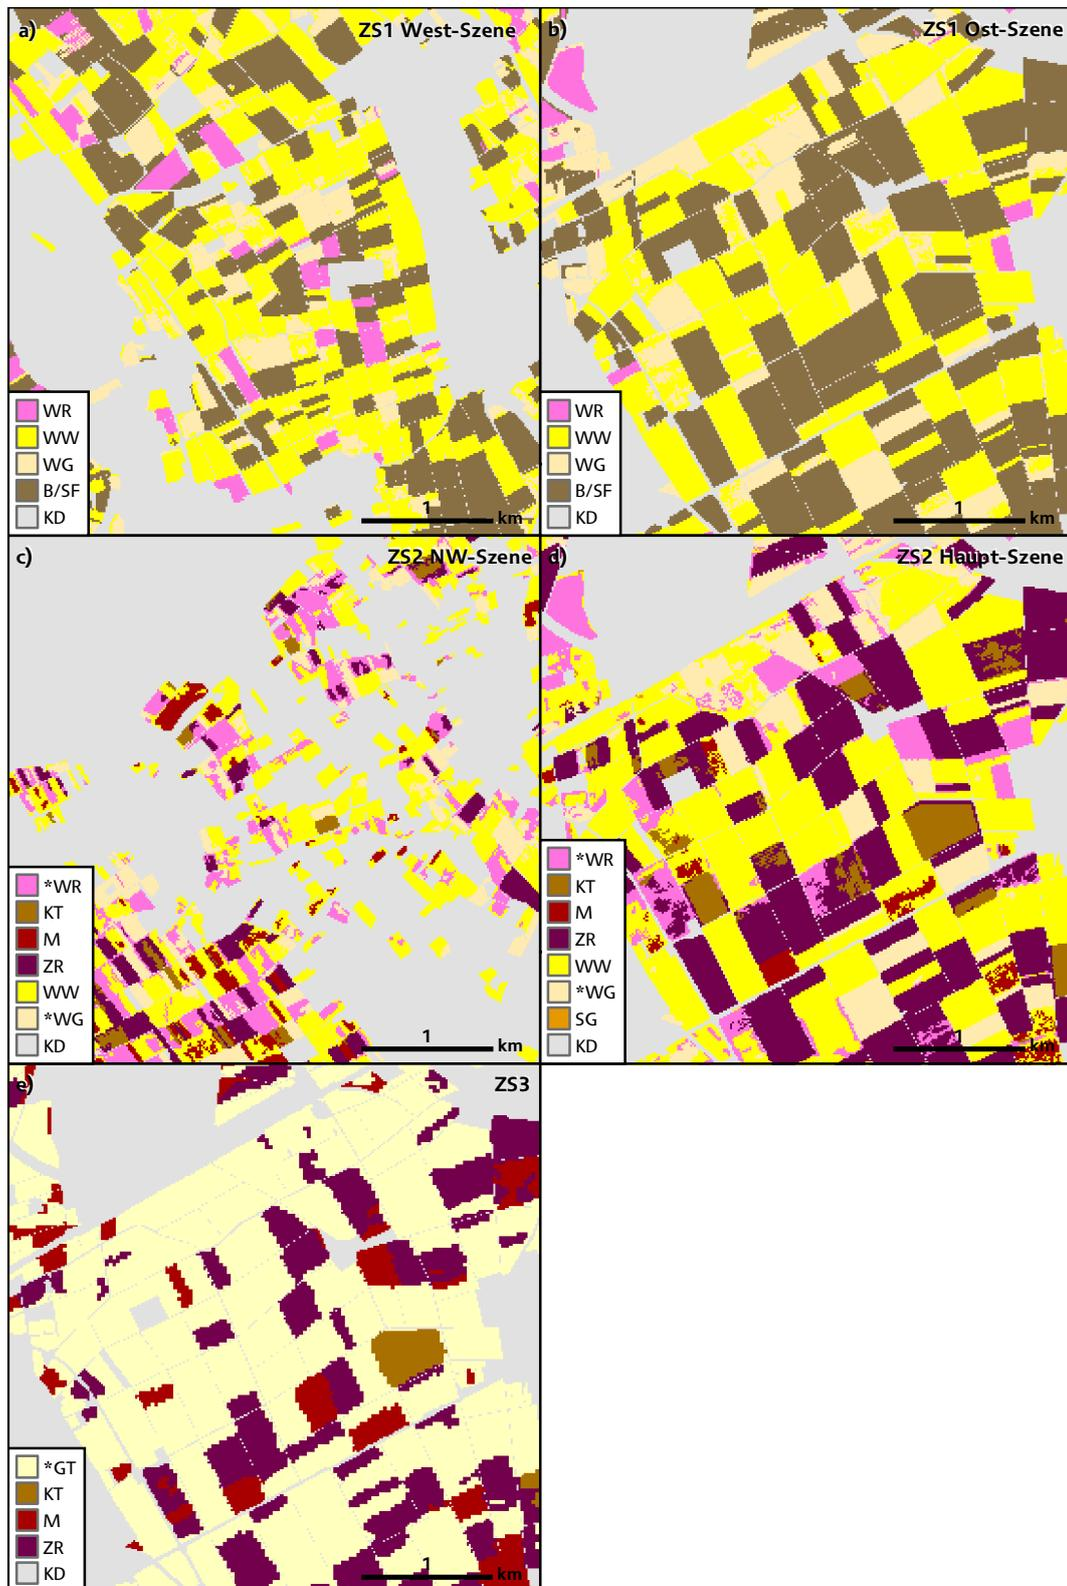 a) ZS1 West-Szene
WR
WW
WG
B/SF
KD
1
km
b) ZS1 Ost-Szene
WR
WW
WG
B/SF
KD
1
km
c) ZS2 NW-Szene
*WR
KT
M
ZR
WW
*WG
KD
1
km
d) ZS2 Haupt-Szene
*WR
KT
M
ZR
WW
*WG
SG
KD
1
km
e) ZS3
*GT
KT
M
ZR
KD
1
km